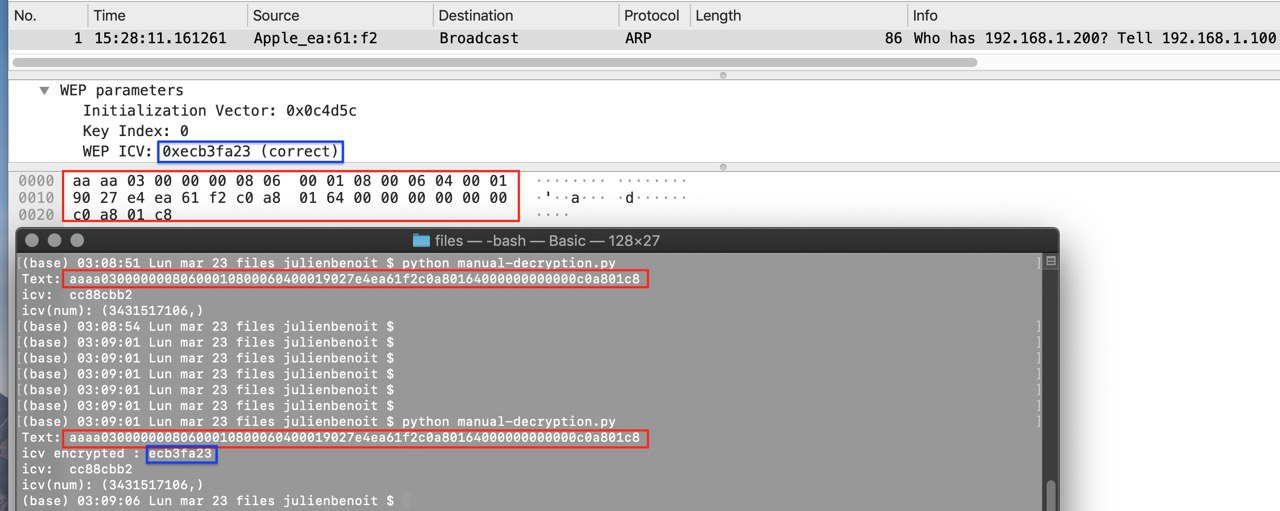 No. Time Source Destination Protocol Length Info
1 15:28:11.161261 Apple_ea:61:f2 Broadcast ARP 86 Who has 192.168.1.200? Tell 192.168.1.100
▼ WEP parameters
Initialization Vector: 0x0c4d5c
Key Index: 0
WEP ICV: 0xecb3fa23 (correct)
0000 aa aa 03 00 00 00 08 06 00 01 08 00 06 04 00 01 ········ ········
0010 90 27 e4 ea 61 f2 c0 a8 01 64 00 00 00 00 00 00 ·'··a··· ·d······
0020 c0 a8 01 c8 ····
files — -bash — Basic — 128×27
[(base) 03:08:51 Lun mar 23 files julienbenoit $ python manual-decryption.py ]
Text: aaaa03000000080600010800060400019027e4ea61f2c0a80164000000000000c0a801c8
icv: cc88cbb2
icv(num): (3431517106,)
[(base) 03:08:54 Lun mar 23 files julienbenoit $ ]
[(base) 03:09:01 Lun mar 23 files julienbenoit $ ]
[(base) 03:09:01 Lun mar 23 files julienbenoit $ ]
[(base) 03:09:01 Lun mar 23 files julienbenoit $ ]
[(base) 03:09:01 Lun mar 23 files julienbenoit $ ]
[(base) 03:09:01 Lun mar 23 files julienbenoit $ ]
[(base) 03:09:01 Lun mar 23 files julienbenoit $ python manual-decryption.py ]
Text: aaaa03000000080600010800060400019027e4ea61f2c0a80164000000000000c0a801c8
icv encrypted : ecb3fa23
icv: cc88cbb2
icv(num): (3431517106,)
(base) 03:09:06 Lun mar 23 files julienbenoit $